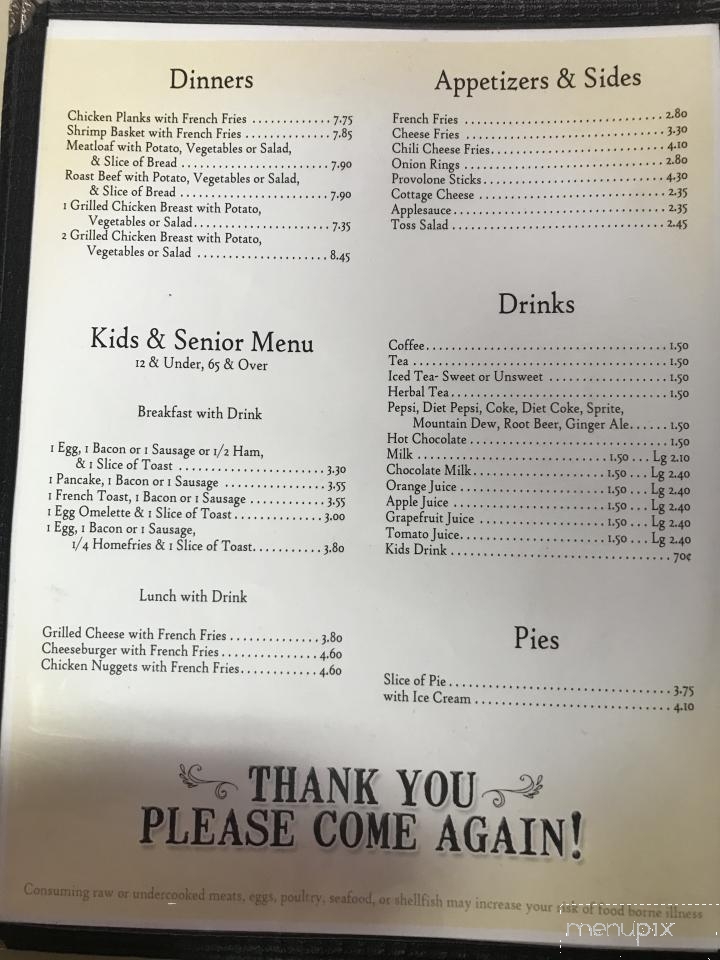 Dinners
Chicken Planks with French Fries ............ 7.75
Shrimp Basket with French Fries ............ 7.85
Meatloaf with Potato, Vegetables or Salad,
& Slice of Bread ..................... 7.90
Roast Beef with Potato, Vegetables or Salad,
& Slice of Bread ..................... 7.90
1 Grilled Chicken Breast with Potato,
Vegetables or Salad................... 7.35
2 Grilled Chicken Breast with Potato,
Vegetables or Salad .................. 8.45
Kids & Senior Menu
12 & Under, 65 & Over
Breakfast with Drink
1 Egg, 1 Bacon or 1 Sausage or 1/2 Ham,
& 1 Slice of Toast .................... 3.30
1 Pancake, 1 Bacon or 1 Sausage .............. 3.55
1 French Toast, 1 Bacon or 1 Sausage .......... 3.55
1 Egg Omelette & 1 Slice of Toast ............ 3.00
1 Egg, 1 Bacon or 1 Sausage,
1/4 Homefries & 1 Slice of Toast.......... 3.80
Lunch with Drink
Grilled Cheese with French Fries ............ 3.80
Cheeseburger with French Fries ............. 4.60
Chicken Nuggets with French Fries........... 4.60
Appetizers & Sides
French Fries ............................ 2.80
Cheese Fries ............................ 3.30
Chili Cheese Fries........................ 4.10
Onion Rings ............................ 2.80
Provolone Sticks......................... 4.30
Cottage Cheese .......................... 2.35
Applesauce............................. 2.35
Toss Salad .............................. 2.45
Drinks
Coffee................................. 1.50
Tea ................................... 1.50
Iced Tea- Sweet or Unsweet ................ 1.50
Herbal Tea.............................. 1.50
Pepsi, Diet Pepsi, Coke, Diet Coke, Sprite,
Mountain Dew, Root Beer, Ginger Ale...... 1.50
Hot Chocolate........................... 1.50
Milk ......................... 1.50 ... Lg 2.10
Chocolate Milk.................. 1.50 ... Lg 2.40
Orange Juice ................... 1.50 ... Lg 2.40
Apple Juice .................... 1.50 ... Lg 2.40
Grapefruit Juice ................ 1.50 ... Lg 2.40
Tomato Juice................... 1.50 ... Lg 2.40
Kids Drink .............................. 70¢
Pies
Slice of Pie.............................. 3.75
with Ice Cream .......................... 4.10
THANK YOU
PLEASE COME AGAIN!
Consuming raw or undercooked meats, eggs, poultry, seafood, or shellfish may increase your risk of food borne illness
menupix